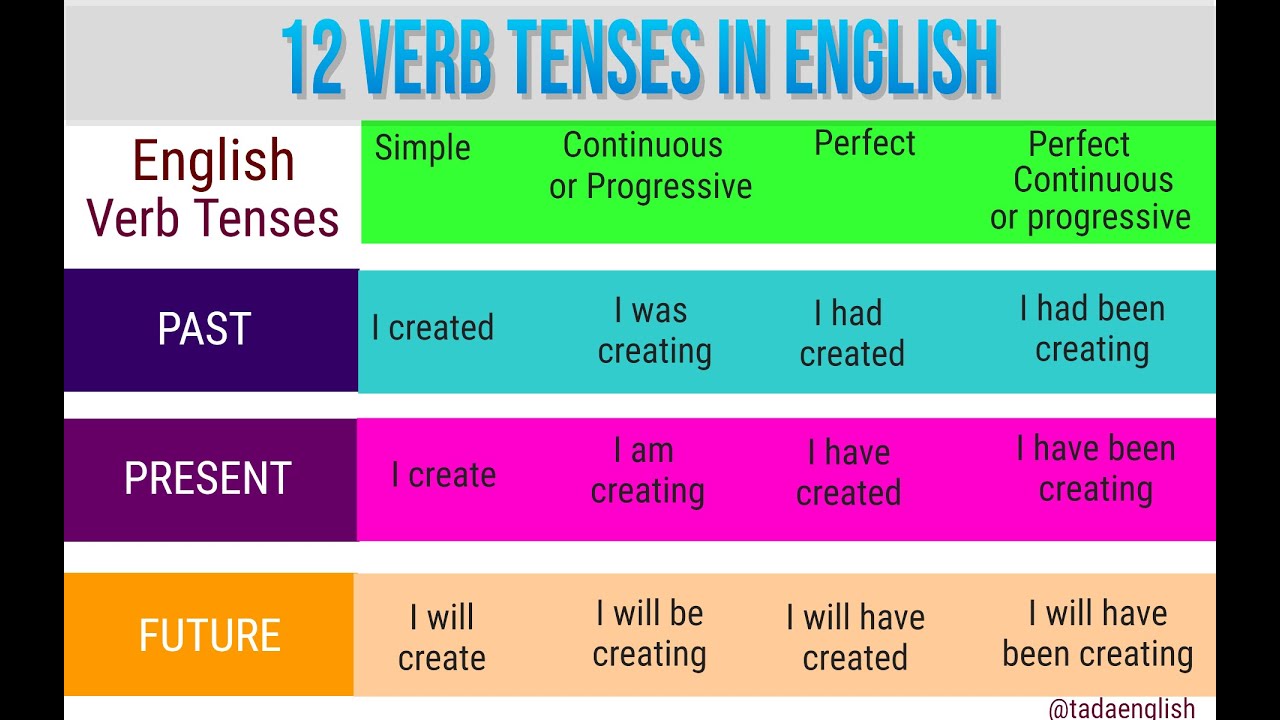 12 VERB TENSES IN ENGLISH
English
Verb Tenses
Simple
Continuous
or Progressive
Perfect
Perfect
Continuous
or progressive
PAST
I created
I was
creating
I had
created
I had been
creating
PRESENT
I create
I am
creating
I have
created
I have been
creating
FUTURE
I will
create
I will be
creating
I will have
created
I will have
been creating
@tadaenglish